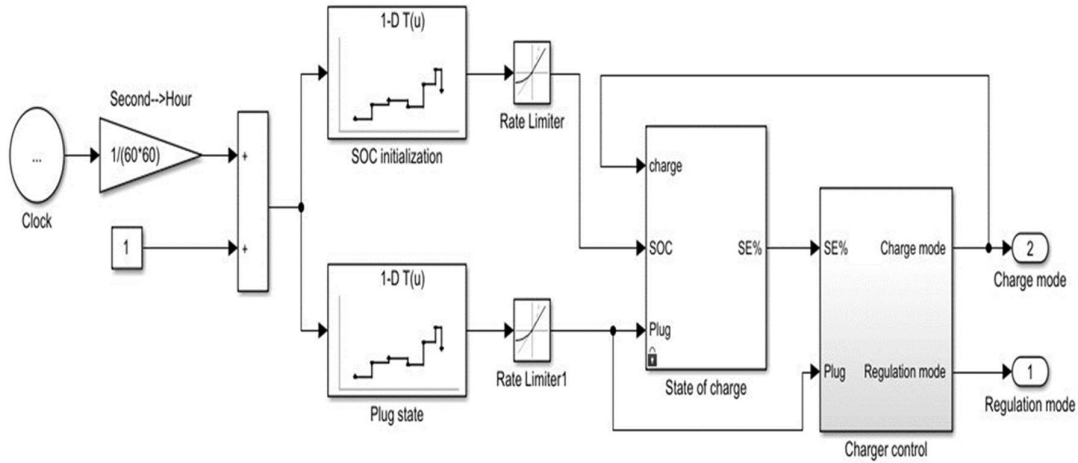 1-D T(u)
SOC initialization
Rate Limiter
Second-->Hour
...
1/(60*60)
Clock
1
+
+
1-D T(u)
Plug state
Rate Limiter1
charge
SOC
Plug
SE%
State of charge
SE%
Plug
Charge mode
Regulation mode
Charger control
2
Charge mode
1
Regulation mode